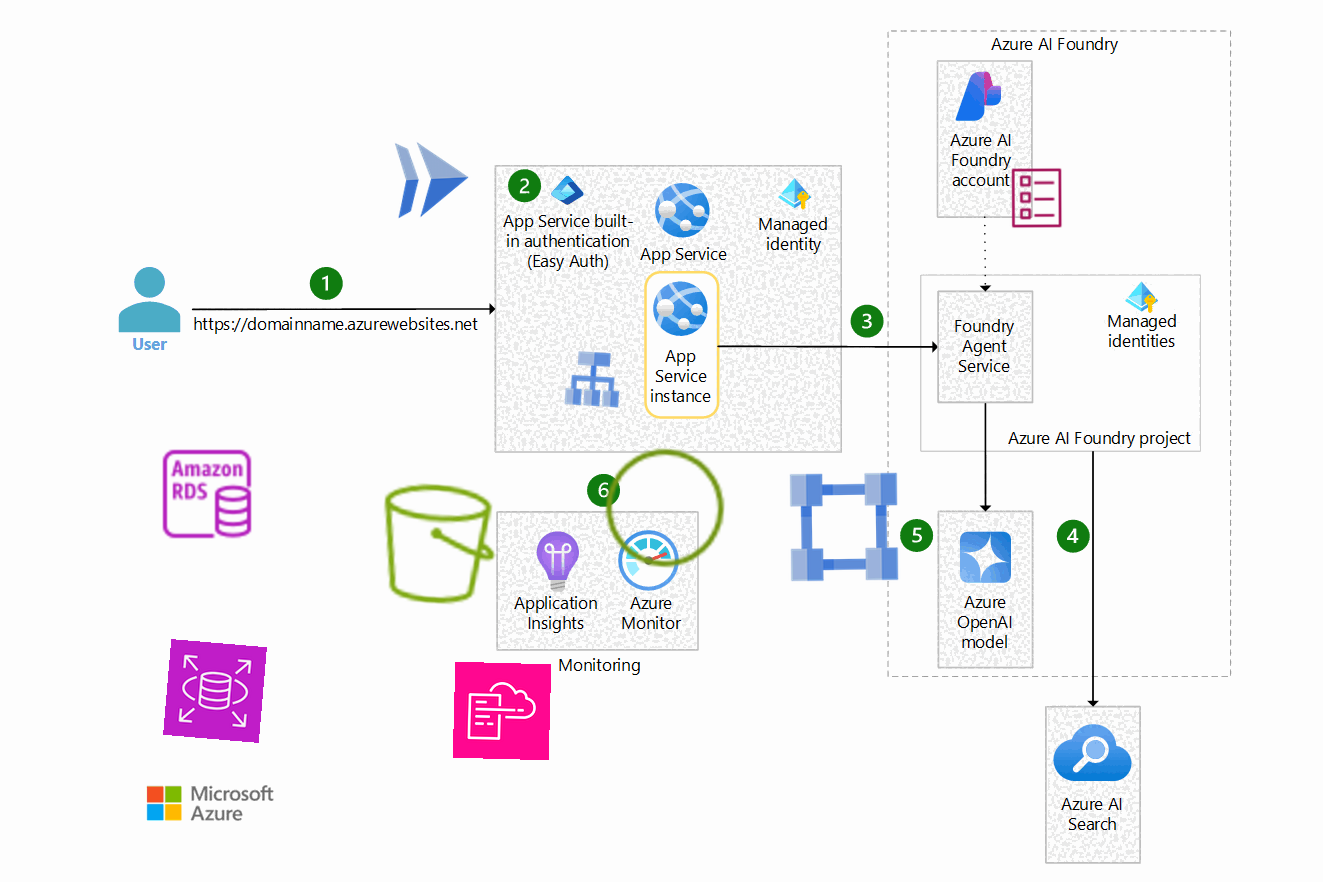 Azure AI Foundry
Azure AI
Foundry
account
2
App Service built-
in authentication
(Easy Auth)
App Service
Managed
identity
1
https://domainname.azurewebsites.net
User
App
Service
instance
3
Foundry
Agent
Service
Managed
identities
Azure AI Foundry project
Amazon
RDS
6
Application
Insights
Azure
Monitor
Monitoring
5
Azure
OpenAI
model
4
Azure AI
Search
Microsoft
Azure